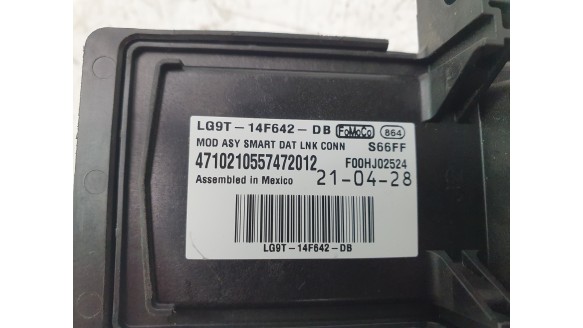 LG9T-14F642-DB FoMoCo 864
MOD ASY SMART DAT LNK CONN S66FF
4710210557472012 F00HJ02524
Assembled in Mexico 21-04-28
LG9T-14F642-DB